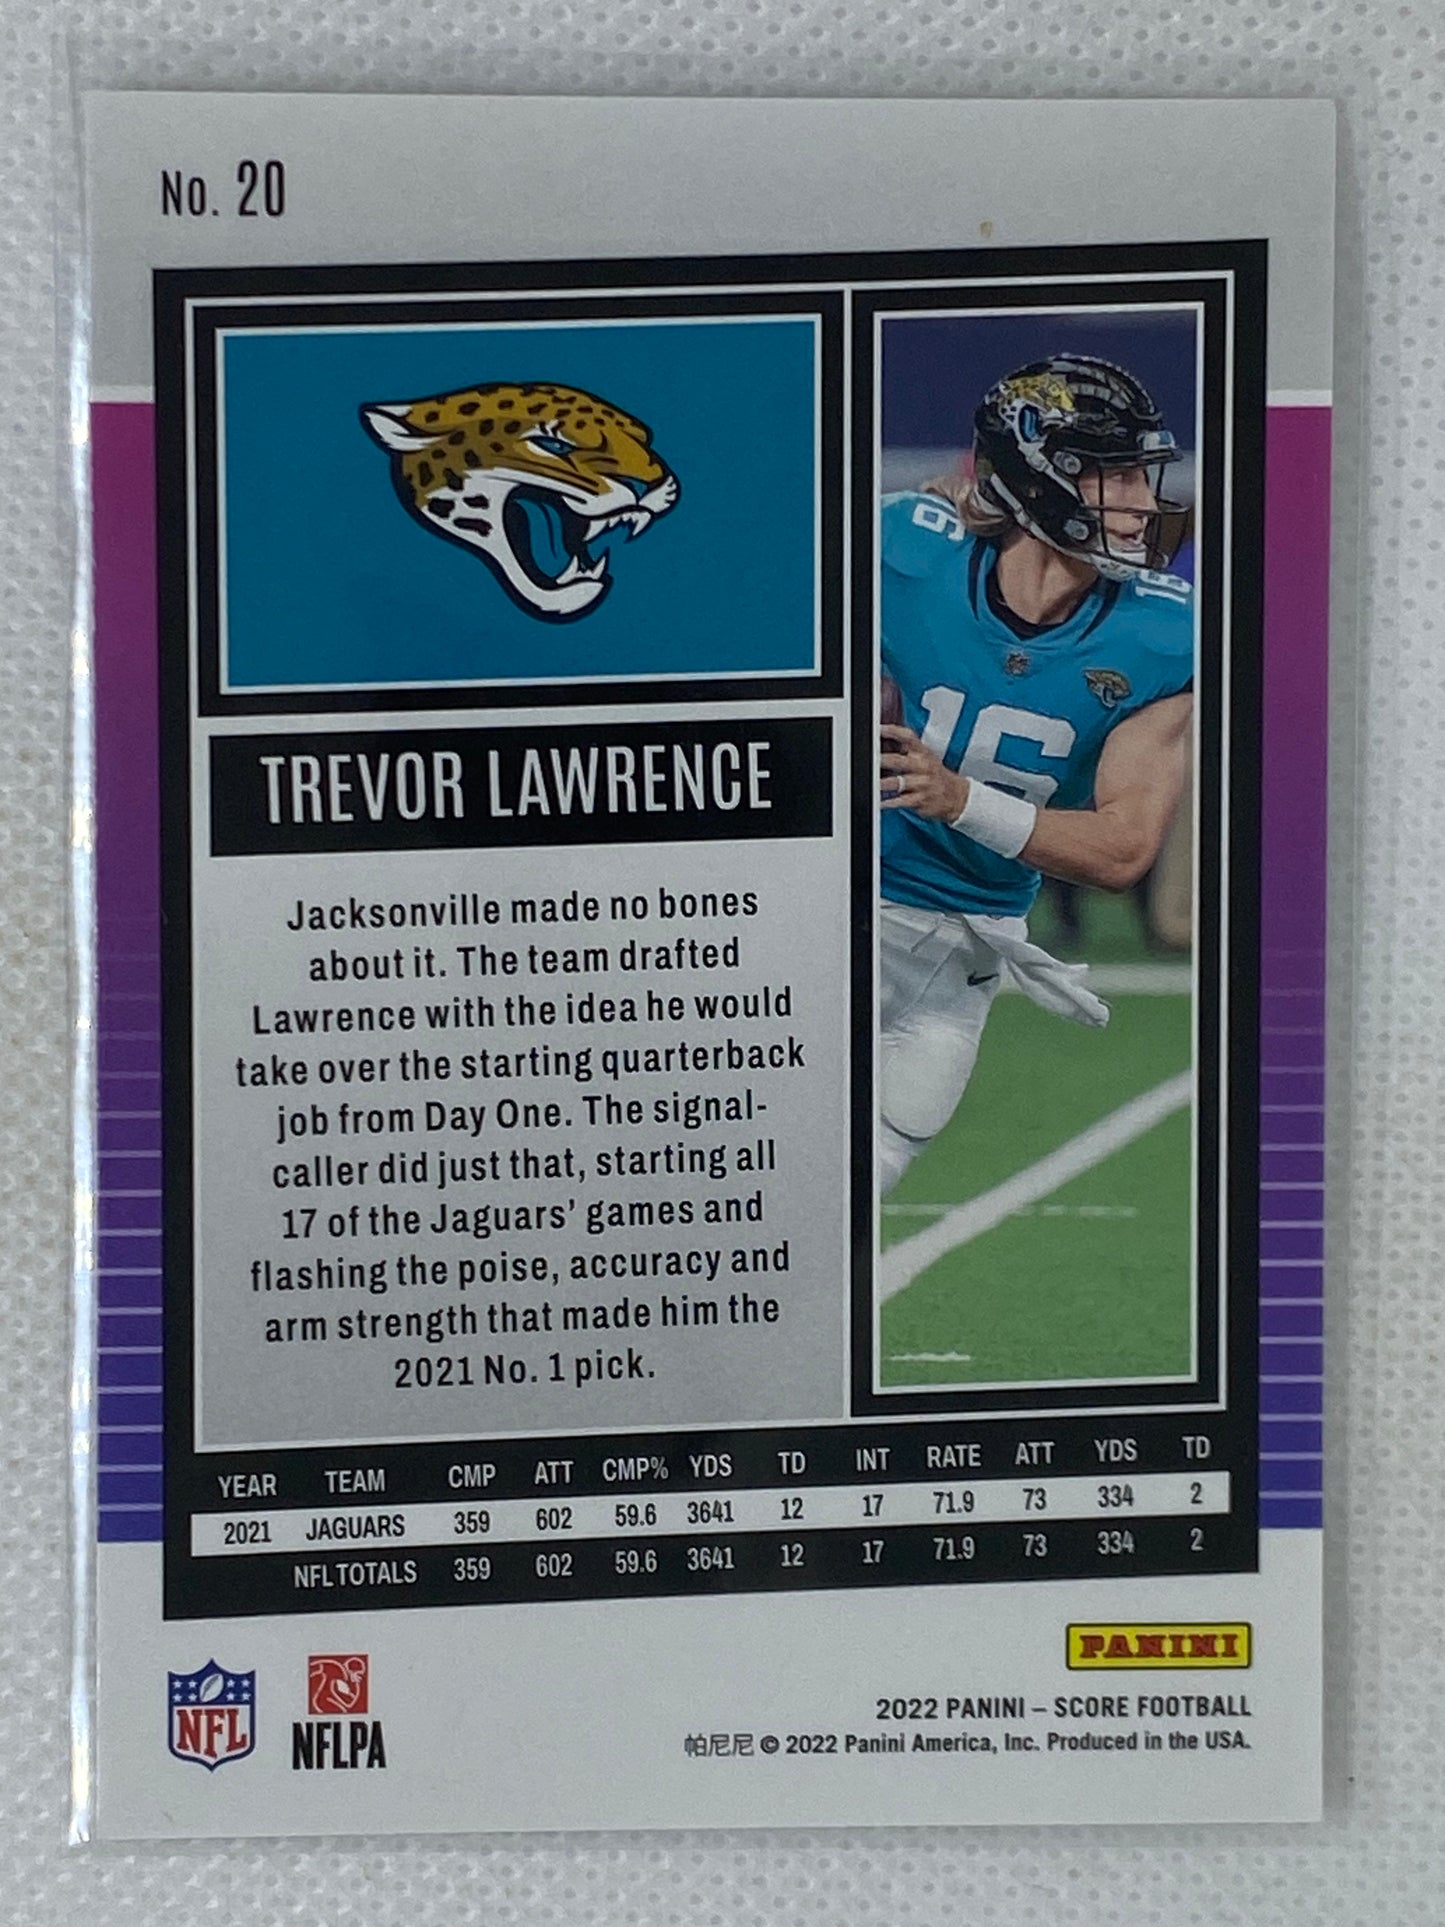 No. 20
16
16
16
TREVOR LAWRENCE
Jacksonville made no bones
about it. The team drafted
Lawrence with the idea he would
take over the starting quarterback
job from Day One. The signal-
caller did just that, starting all
17 of the Jaguars' games and
flashing the poise, accuracy and
arm strength that made him the
2021 No. 1 pick.
YEAR TEAM CMP ATT CMP% YDS TD INT RATE ATT YDS TD
2021 JAGUARS 359 602 59.6 3641 12 17 71.9 73 334 2
NFL TOTALS 359 602 59.6 3641 12 17 71.9 73 334 2
PANINI
NFL
NFLPA
2022 PANINI – SCORE FOOTBALL
帕尼尼 © 2022 Panini America, Inc. Produced in the USA.